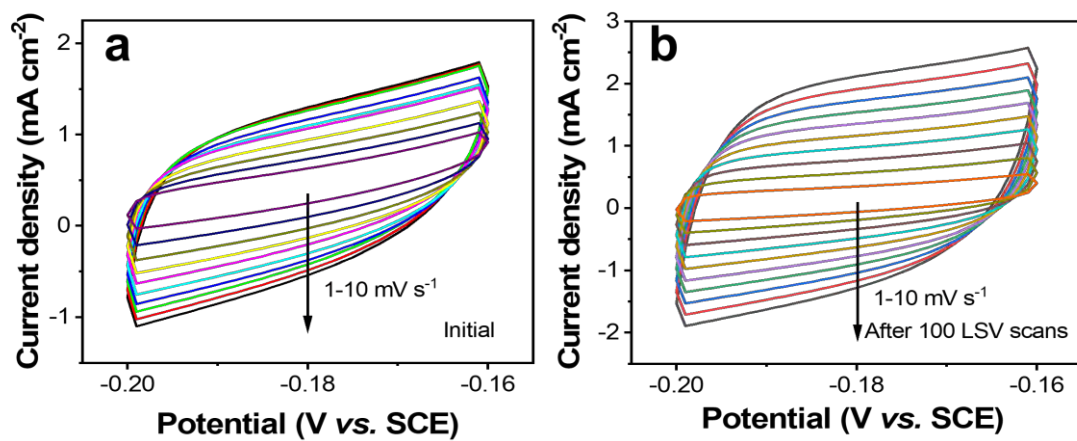 a
Current density (mA cm⁻²)
2
1
0
-1
1-10 mV s⁻¹
Initial
-0.20
-0.18
-0.16
Potential (V vs. SCE)
b
Current density (mA cm⁻²)
3
2
1
0
-1
-2
1-10 mV s⁻¹
After 100 LSV scans
-0.20
-0.18
-0.16
Potential (V vs. SCE)